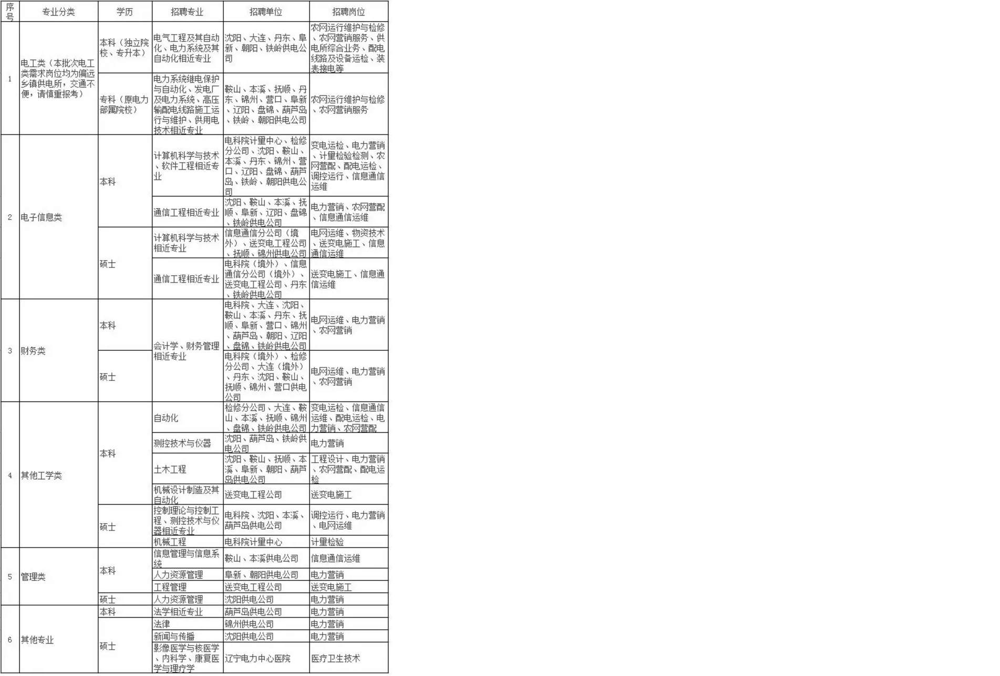 序
号
专业分类
学历
招聘专业
招聘单位
招聘岗位
1
电工类（本批次电工
类需求岗位均为偏远
乡镇供电所，交通不
便，请慎重报考）
本科（独立院
校、专升本）
电气工程及其自动
化、电力系统及其
自动化相近专业
沈阳、大连、丹东、阜
新、朝阳、铁岭供电公
司
农网运行维护与检修
、农网营销服务、供
电所综合业务、配电
线路及设备运检、装
表接电等
专科（原电力
部属院校）
电力系统继电保护
与自动化、发电厂
及电力系统、高压
输配电线路施工运
行与维护、供用电
技术相近专业
鞍山、本溪、抚顺、丹
东、锦州、营口、阜新
、辽阳、盘锦、葫芦岛
、铁岭、朝阳供电公司
农网运行维护与检修
、农网营销服务
2
电子信息类
本科
计算机科学与技术
、软件工程相近专
业
电科院计量中心、检修
分公司、沈阳、鞍山、
本溪、丹东、锦州、营
口、辽阳、盘锦、葫芦
岛、铁岭、朝阳供电公
司
变电运检、电力营销
、计量检验检测、农
网营配、配电运检、
调控运行、信息通信
运维
通信工程相近专业
沈阳、鞍山、本溪、抚
顺、阜新、辽阳、盘锦
、铁岭供电公司
电力营销、农网营配
、信息通信运维
硕士
计算机科学与技术
相近专业
信息通信分公司（境
外）、送变电工程公司
、抚顺、锦州供电公司
电网运维、物资技术
、送变电施工、信息
通信运维
通信工程相近专业
电科院（境外）、信息
通信分公司（境外）、
送变电工程公司、丹东
、铁岭供电公司
送变电施工、信息通
信运维
3
财务类
本科
会计学、财务管理
相近专业
电科院、大连、沈阳、
鞍山、本溪、丹东、抚
顺、阜新、营口、锦州
、葫芦岛、朝阳、辽阳
、盘锦、铁岭供电公司
电网运维、电力营销
、农网营销
硕士
电科院（境外）、检修
分公司、大连（境外）
、丹东、沈阳、鞍山、
抚顺、锦州、营口供电
公司
电网运维、电力营销
、农网营销
4
其他工学类
本科
自动化
检修分公司、大连、鞍
山、本溪、抚顺、锦州
、盘锦、铁岭供电公司
变电运检、信息通信
运维、配电运检、电
力营销、农网营配
测控技术与仪器
沈阳、葫芦岛、铁岭供
电公司
电力营销
土木工程
沈阳、鞍山、抚顺、本
溪、阜新、朝阳、葫芦
岛供电公司
工程设计、电力营销
、农网营配、配电运
检
机械设计制造及其
自动化
送变电工程公司
送变电施工
硕士
控制理论与控制工
程、测控技术与仪
器相近专业
电科院、沈阳、本溪、
葫芦岛供电公司
调控运行、电力营销
、电网运维
机械工程
电科院计量中心
计量检验
5
管理类
本科
信息管理与信息系
统
鞍山、本溪供电公司
信息通信运维
人力资源管理
阜新、朝阳供电公司
电力营销
工程管理
送变电工程公司
送变电施工
硕士
人力资源管理
沈阳供电公司
电力营销
6
其他专业
本科
法学相近专业
葫芦岛供电公司
电力营销
硕士
法律
锦州供电公司
电力营销
新闻与传播
沈阳供电公司
电力营销
影像医学与核医学
、内科学、康复医
学与理疗学
辽宁电力中心医院
医疗卫生技术